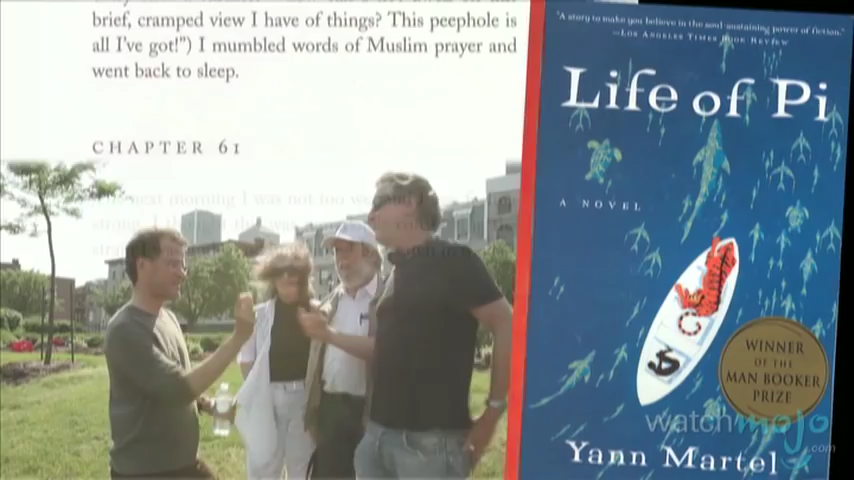 brief, cramped view I have of things? This peephole is
all I've got!") I mumbled words of Muslim prayer and
went back to sleep.
CHAPTER 61
"A story to make you believe in the soul-sustaining power of fiction."
—LOS ANGELES TIMES BOOK REVIEW
Life of Pi
A NOVEL
WINNER
OF THE
MAN BOOKER
PRIZE
Yann Martel
watchmojo
.com